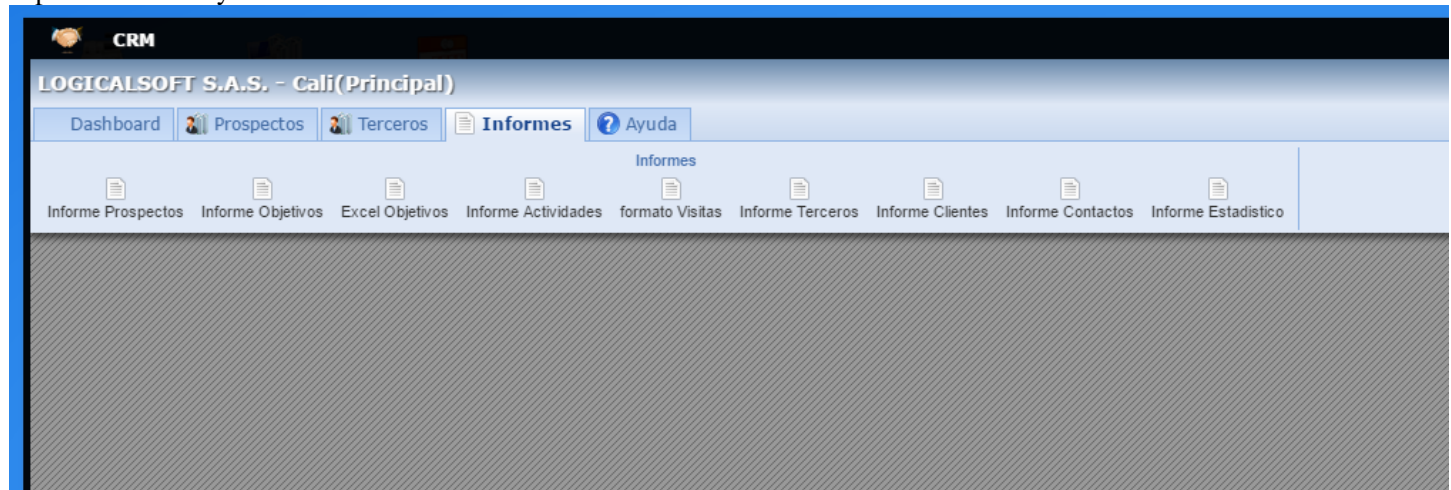 CRM
LOGICALSOFT S.A.S. - Cali(Principal)
Dashboard Prospectos Terceros Informes Ayuda
Informes
Informe Prospectos Informe Objetivos Excel Objetivos Informe Actividades formato Visitas Informe Terceros Informe Clientes Informe Contactos Informe Estadistico